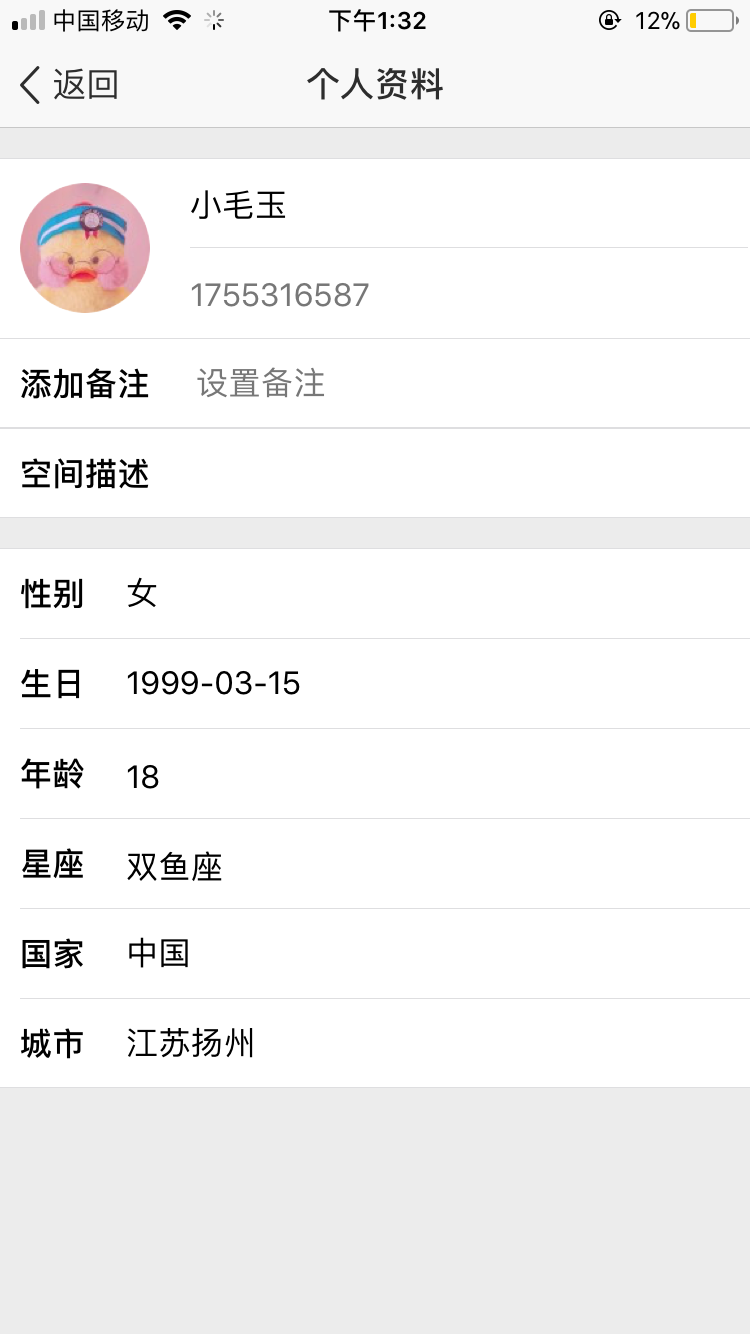 中国移动 下午1:32 12%
返回 个人资料
小毛玉
1755316587
添加备注 设置备注
空间描述
性别 女
生日 1999-03-15
年龄 18
星座 双鱼座
国家 中国
城市 江苏扬州